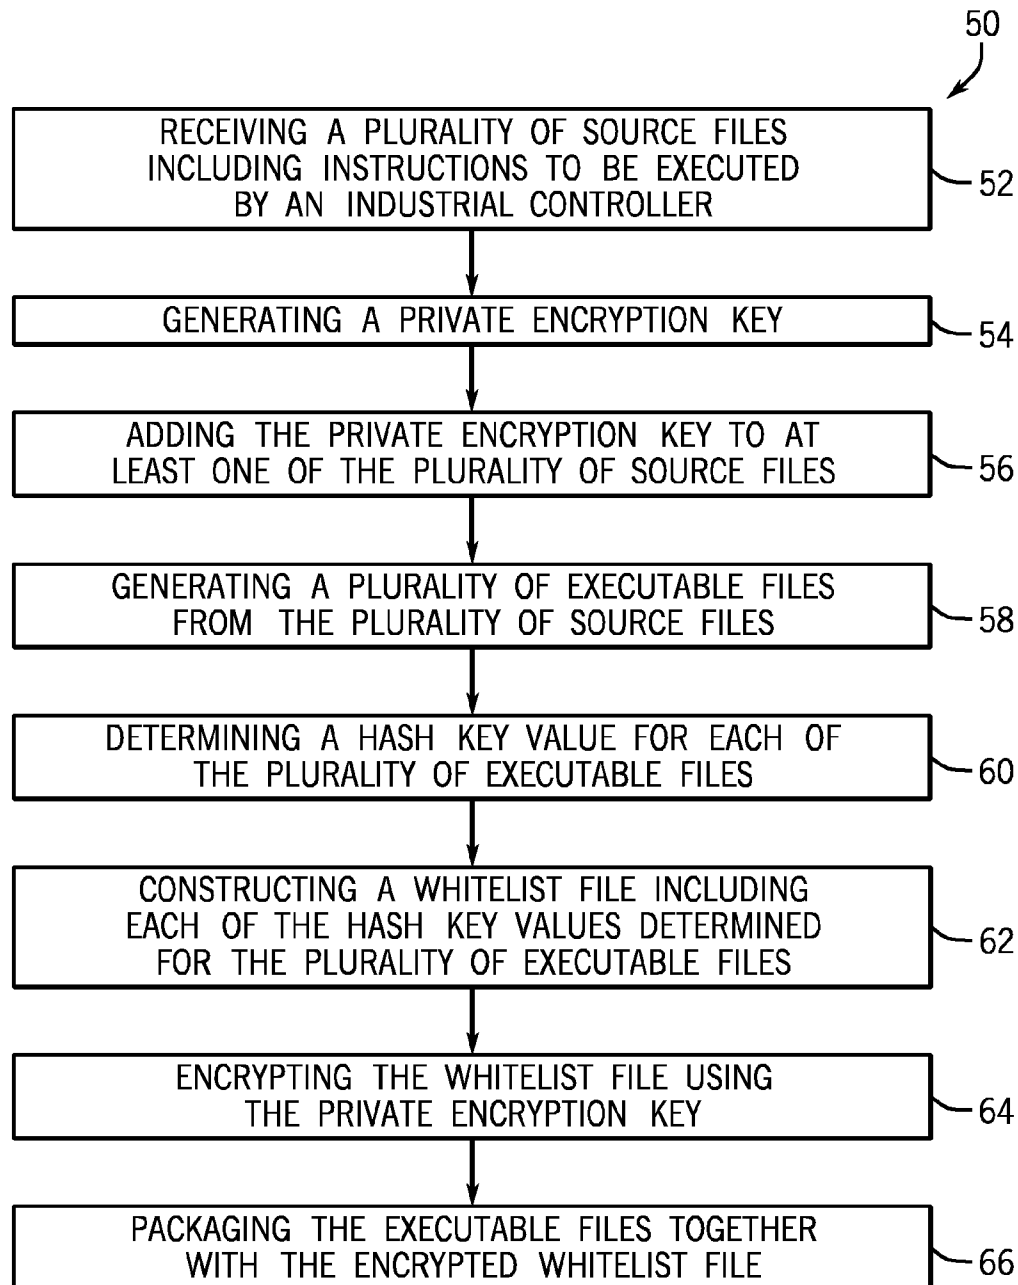 50
RECEIVING A PLURALITY OF SOURCE FILES
INCLUDING INSTRUCTIONS TO BE EXECUTED
BY AN INDUSTRIAL CONTROLLER
52
GENERATING A PRIVATE ENCRYPTION KEY
54
ADDING THE PRIVATE ENCRYPTION KEY TO AT
LEAST ONE OF THE PLURALITY OF SOURCE FILES
56
GENERATING A PLURALITY OF EXECUTABLE FILES
FROM THE PLURALITY OF SOURCE FILES
58
DETERMINING A HASH KEY VALUE FOR EACH OF
THE PLURALITY OF EXECUTABLE FILES
60
CONSTRUCTING A WHITELIST FILE INCLUDING
EACH OF THE HASH KEY VALUES DETERMINED
FOR THE PLURALITY OF EXECUTABLE FILES
62
ENCRYPTING THE WHITELIST FILE USING
THE PRIVATE ENCRYPTION KEY
64
PACKAGING THE EXECUTABLE FILES TOGETHER
WITH THE ENCRYPTED WHITELIST FILE
66